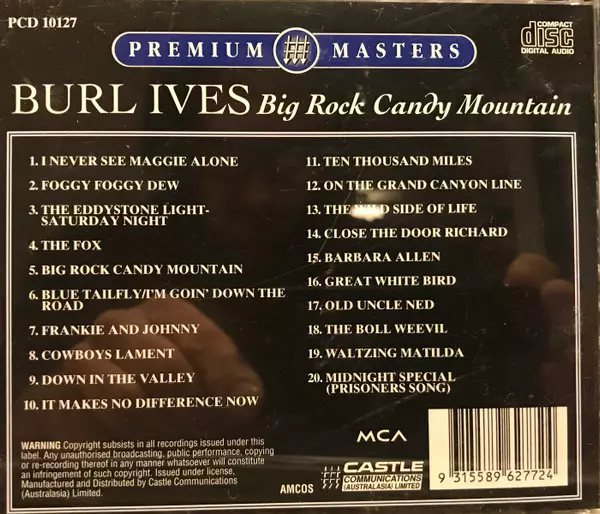 PCD 10127
PREMIUM MASTERS
COMPACT
disc
DIGITAL AUDIO
BURL IVES Big Rock Candy Mountain
1. I NEVER SEE MAGGIE ALONE
2. FOGGY FOGGY DEW
3. THE EDDYSTONE LIGHT-
SATURDAY NIGHT
4. THE FOX
5. BIG ROCK CANDY MOUNTAIN
6. BLUE TAILFLY/I'M GOIN' DOWN THE
ROAD
7. FRANKIE AND JOHNNY
8. COWBOYS LAMENT
9. DOWN IN THE VALLEY
10. IT MAKES NO DIFFERENCE NOW
11. TEN THOUSAND MILES
12. ON THE GRAND CANYON LINE
13. THE WILD SIDE OF LIFE
14. CLOSE THE DOOR RICHARD
15. BARBARA ALLEN
16. GREAT WHITE BIRD
17. OLD UNCLE NED
18. THE BOLL WEEVIL
19. WALTZING MATILDA
20. MIDNIGHT SPECIAL
(PRISONERS SONG)
WARNING Copyright subsists in all recordings issued under this
label. Any unauthorised broadcasting, public performance, copying
or re-recording thereof in any manner whatsoever will constitute
an infringement of such copyright. Issued under license,
Manufactured and Distributed by Castle Communications
(Australasia) Limited.
AMCOS
MCA
CASTLE
COMMUNICATIONS
(AUSTRALASIA) LIMITED
9 315589 627724